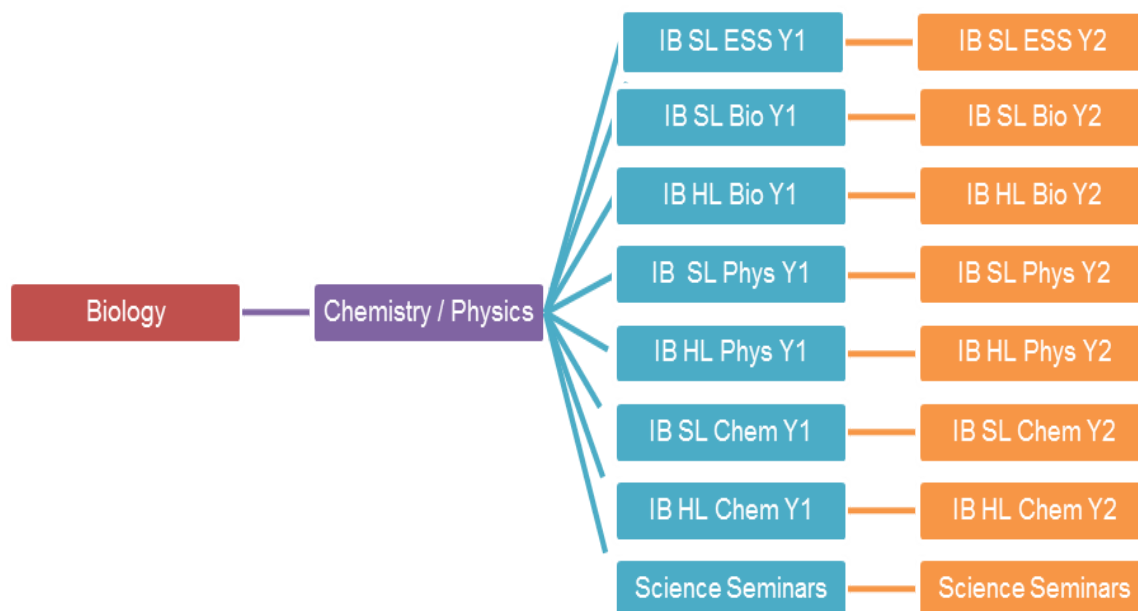 IB SL ESS Y1
IB SL ESS Y2
IB SL Bio Y1
IB SL Bio Y2
IB HL Bio Y1
IB HL Bio Y2
IB  SL Phys Y1
IB SL Phys Y2
Biology
Chemistry / Physics
IB HL Phys Y1
IB HL Phys Y2
IB SL Chem Y1
IB SL Chem Y2
IB HL Chem Y1
IB HL Chem Y2
Science Seminars
Science Seminars